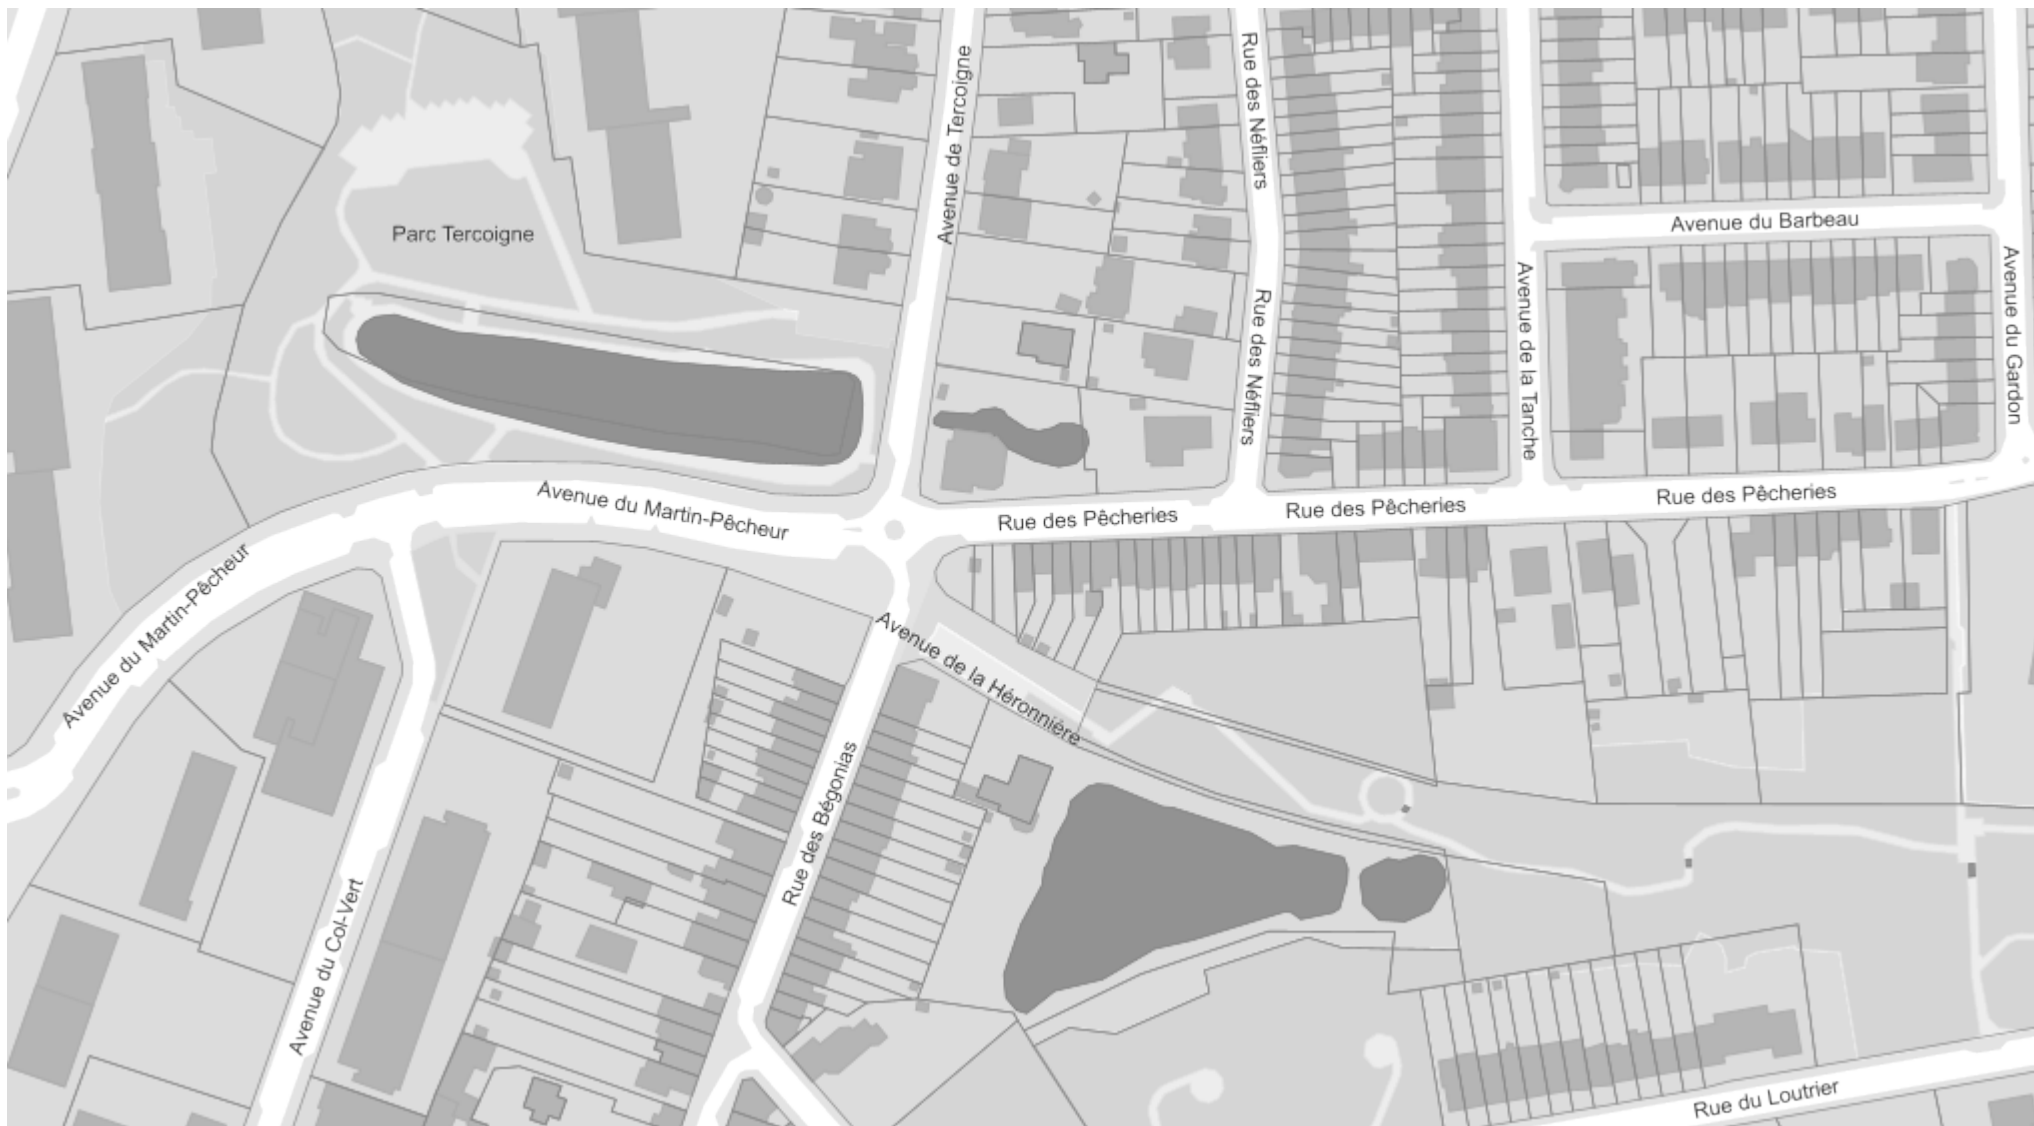 Rue des Néfliers
Avenue de Tercoigne
Avenue du Barbeau
Parc Tercoigne
Avenue du Gardon
Avenue de la Tanche
Rue des Néfliers
Avenue du Martin-Pêcheur
Rue des Pêcheries
Rue des Pêcheries
Rue des Pêcheries
Avenue du Martin-Pêcheur
Avenue de la Héronnière
Rue des Bégonias
Avenue du Col-Vert
Rue du Loutrier